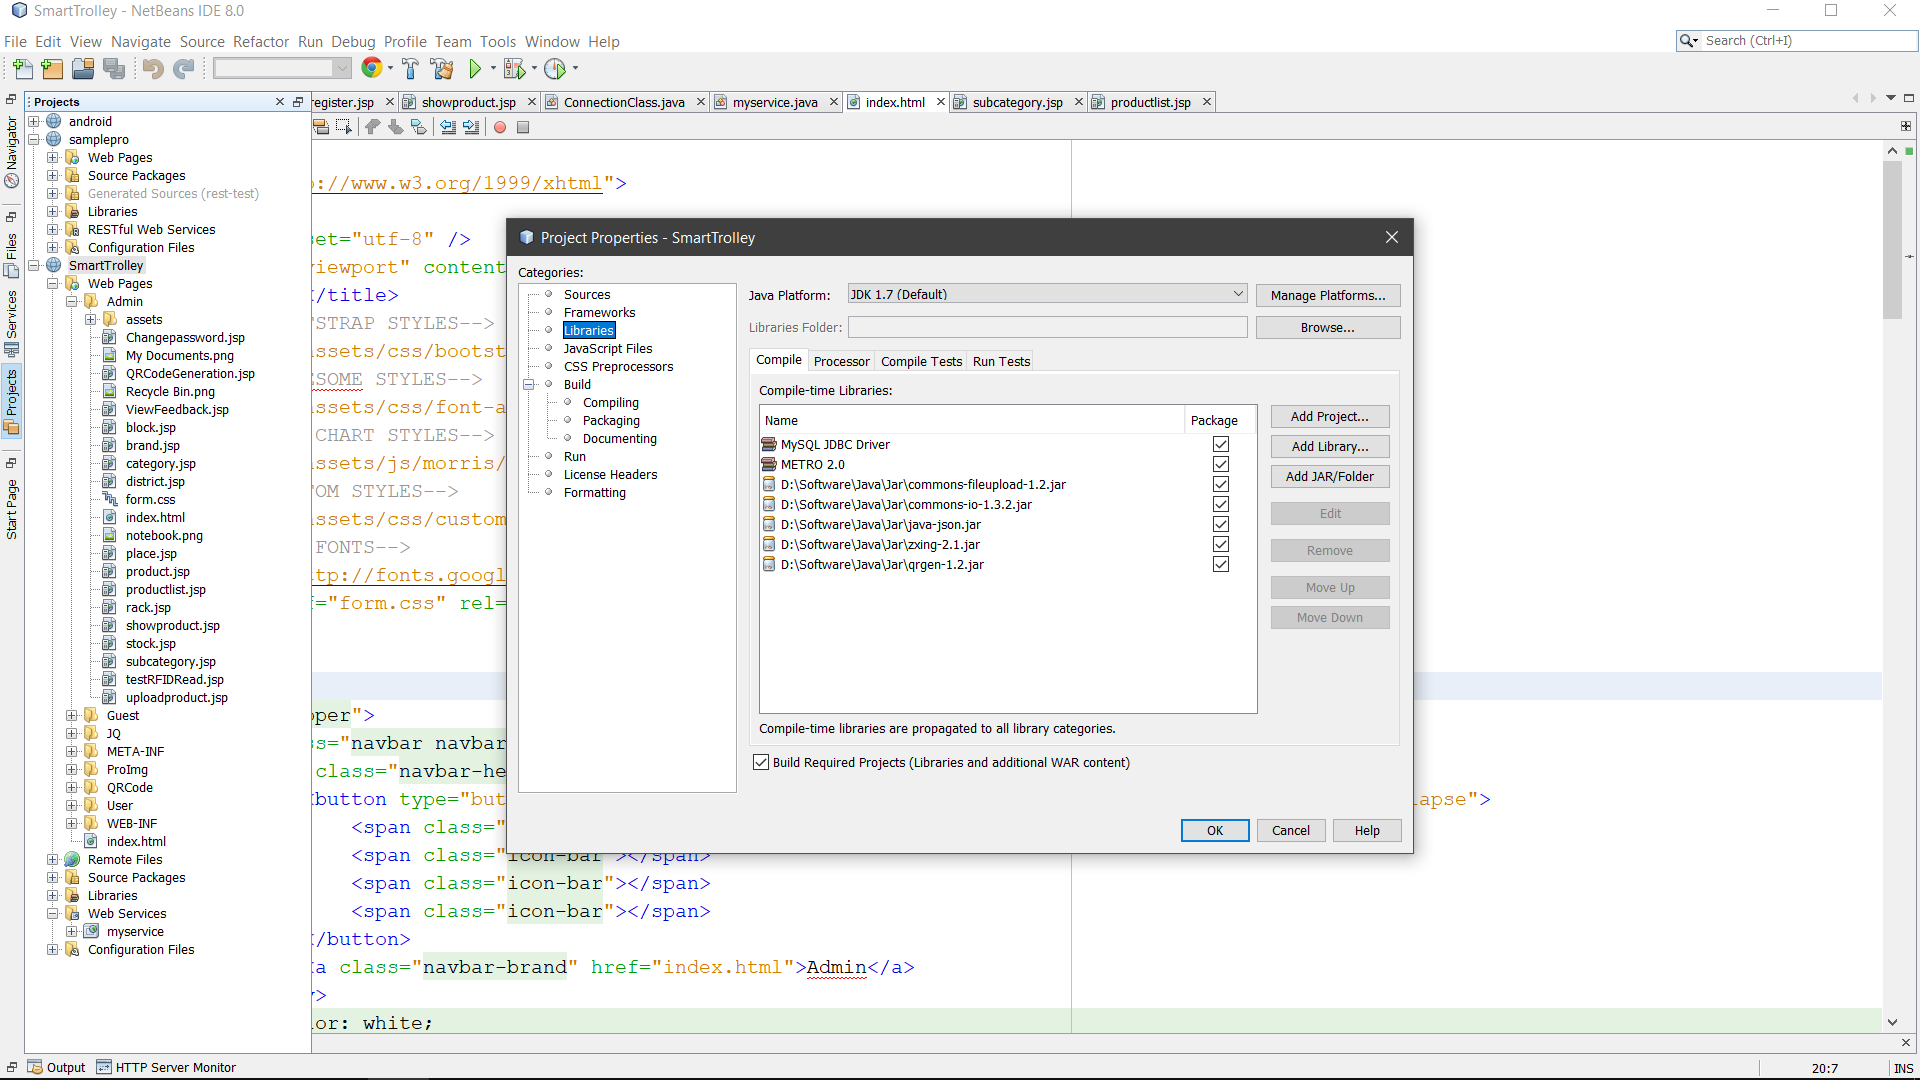 SmartTrolley - NetBeans IDE 8.0
File Edit View Navigate Source Refactor Run Debug Profile Team Tools Window Help
Search (Ctrl+I)
Projects
register.jsp showproduct.jsp ConnectionClass.java myservice.java index.html subcategory.jsp productlist.jsp
Navigator
Files
Services
Projects
Start Page
android
samplepro
Web Pages
Source Packages
Generated Sources (rest-test)
Libraries
RESTful Web Services
Configuration Files
SmartTrolley
Web Pages
Admin
assets
Changepassword.jsp
My Documents.png
QRCodeGeneration.jsp
Recycle Bin.png
ViewFeedback.jsp
block.jsp
brand.jsp
category.jsp
district.jsp
form.css
index.html
notebook.png
place.jsp
product.jsp
productlist.jsp
rack.jsp
showproduct.jsp
stock.jsp
subcategory.jsp
testRFIDRead.jsp
uploadproduct.jsp
Guest
JQ
META-INF
ProImg
QRCode
User
WEB-INF
index.html
Remote Files
Source Packages
Libraries
Web Services
myservice
Configuration Files
://www.w3.org/1999/xhtml">
set="utf-8" />
viewport" content
</title>
TSTRAP STYLES-->
assets/css/bootst
ESOME STYLES-->
assets/css/font-a
CHART STYLES-->
assets/js/morris/
TOM STYLES-->
assets/css/custom
FONTS-->
tp://fonts.googl
f="form.css" rel=
pper">
ss="navbar navbar
class="navbar-he
<button type="but
lapse">
<span class="
<span class="icon-bar"></span>
<span class="icon-bar"></span>
<span class="icon-bar"></span>
</button>
<a class="navbar-brand" href="index.html">Admin</a>
>
lor: white;
Project Properties - SmartTrolley
Categories:
Sources
Frameworks
Libraries
JavaScript Files
CSS Preprocessors
Build
Compiling
Packaging
Documenting
Run
License Headers
Formatting
Java Platform: JDK 1.7 (Default) Manage Platforms...
Libraries Folder: Browse...
Compile Processor Compile Tests Run Tests
Compile-time Libraries:
Name Package
MySQL JDBC Driver
METRO 2.0
D:\Software\Java\Jar\commons-fileupload-1.2.jar
D:\Software\Java\Jar\commons-io-1.3.2.jar
D:\Software\Java\Jar\java-json.jar
D:\Software\Java\Jar\zxing-2.1.jar
D:\Software\Java\Jar\qrgen-1.2.jar
Add Project...
Add Library...
Add JAR/Folder
Edit
Remove
Move Up
Move Down
Compile-time libraries are propagated to all library categories.
Build Required Projects (Libraries and additional WAR content)
OK Cancel Help
Output HTTP Server Monitor
20:7 INS